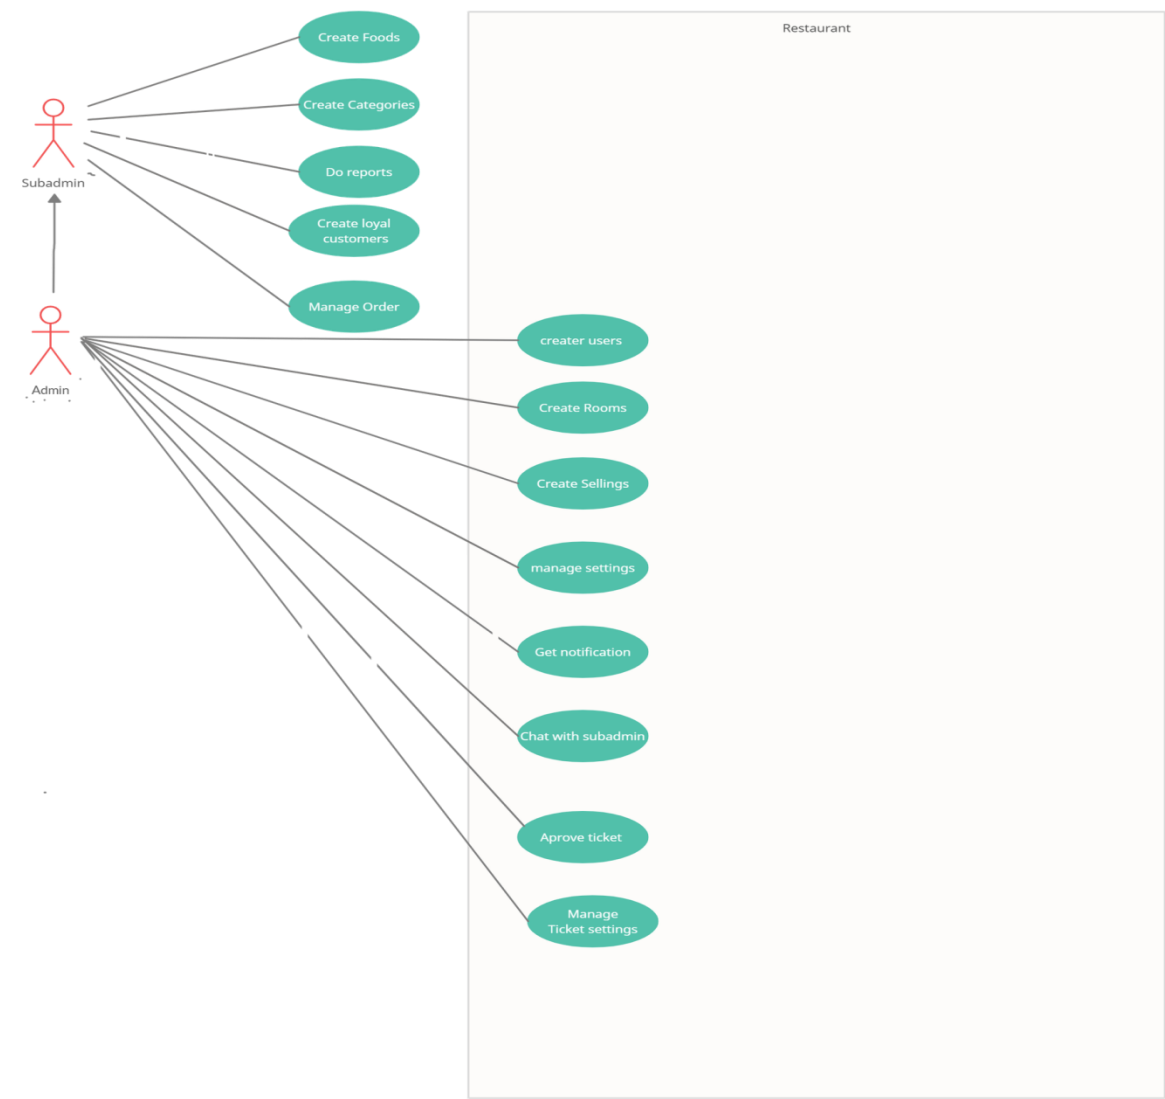 Restaurant
Create Foods
Create Categories
Do reports
Subadmin
Create loyal
customers
Manage Order
creater users
Admin
Create Rooms
Create Sellings
manage settings
Get notification
Chat with subadmin
Aprove ticket
Manage
Ticket settings